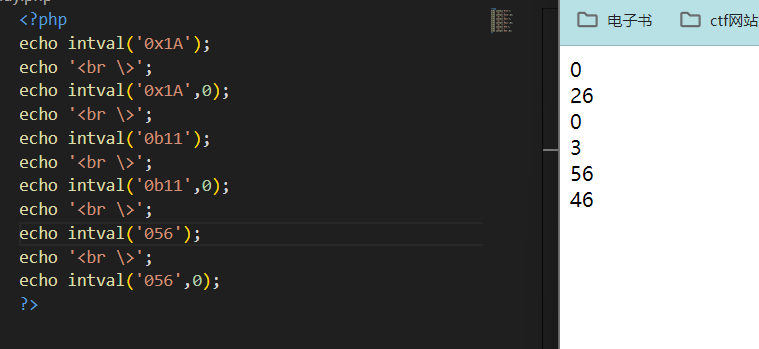 <?php
echo intval('0x1A');
echo '<br \>';
echo intval('0x1A',0);
echo '<br \>';
echo intval('0b11');
echo '<br \>';
echo intval('0b11',0);
echo '<br \>';
echo intval('056');
echo '<br \>';
echo intval('056',0);
?>
电子书
ctf网站
0
26
0
3
56
46